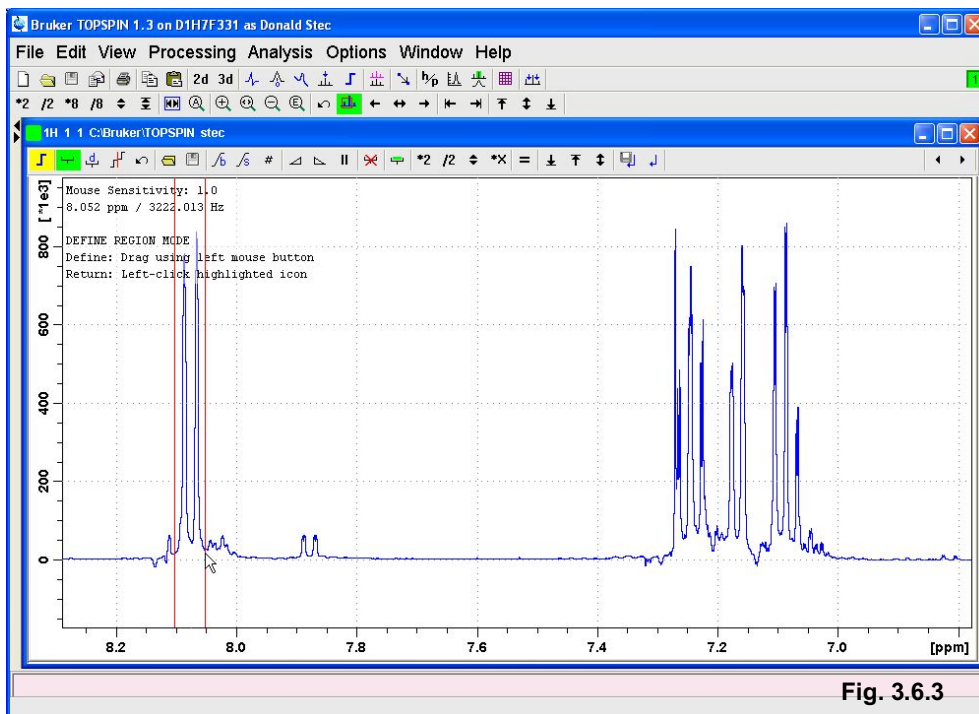 Bruker TOPSPIN 1.3 on D1H7F331 as Donald Stec
File Edit View Processing Analysis Options Window Help
2d 3d h/p
*2 /2 *8 /8 A E
1H 1 1 C:\Bruker\TOPSPIN stec
d b s # *2 /2 *X =
Mouse Sensitivity: 1.0
8.052 ppm / 3222.013 Hz
DEFINE REGION MODE
Define: Drag using left mouse button
Return: Left-click highlighted icon
[*1e3]
800
600
400
200
0
8.2 8.0 7.8 7.6 7.4 7.2 7.0 [ppm]
Fig. 3.6.3